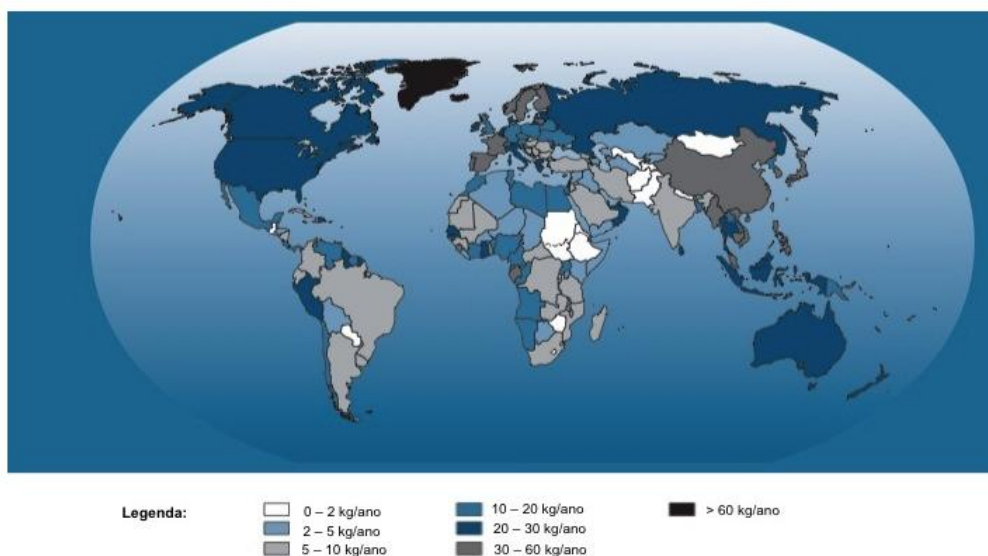 Legenda:
0 – 2 kg/ano
2 – 5 kg/ano
5 – 10 kg/ano
10 – 20 kg/ano
20 – 30 kg/ano
30 – 60 kg/ano
> 60 kg/ano